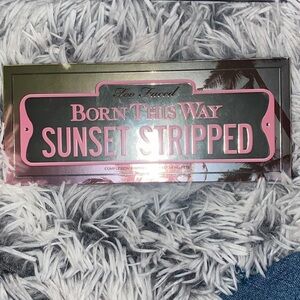 Too Faced
BORN THIS WAY
SUNSET STRIPPED